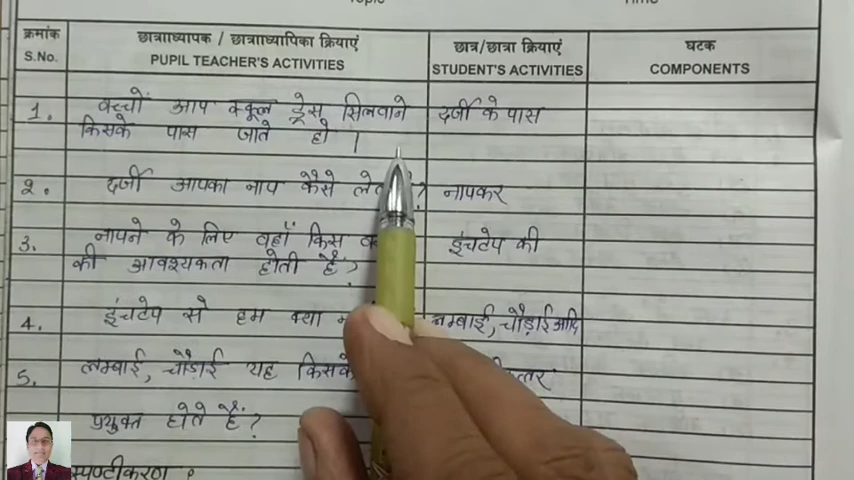 Time
क्रमांक छात्राध्यापक / छात्राध्यापिका क्रियाएं छात्र/छात्रा क्रियाएं घटक
S.No. PUPIL TEACHER'S ACTIVITIES STUDENT'S ACTIVITIES COMPONENTS
1. बच्चों आप स्कूल ड्रेस सिलवाने दर्जी के पास
किसके पास जाते हो ।
2. दर्जी आपका नाप कैसे ? नापकर
3. नापने के लिए वहाँ किस इंचटेप की
की आवश्यकता होती है?
4. इंचटेप से हम क्या लम्बाई, चौड़ाई आदि
5. लम्बाई, चौड़ाई यह किसके
प्रयुक्त होते हैं?
स्पष्टीकरण :